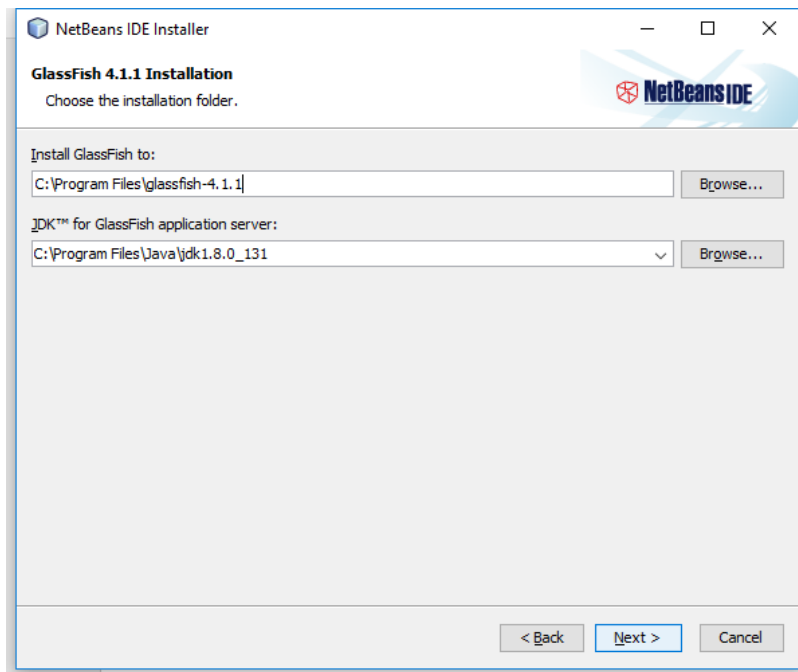 NetBeans IDE Installer
GlassFish 4.1.1 Installation
Choose the installation folder.
NetBeans IDE
Install GlassFish to:
C:\Program Files\glassfish-4.1.1
Browse...
JDK™ for GlassFish application server:
C:\Program Files\Java\jdk1.8.0_131
Browse...
< Back
Next >
Cancel